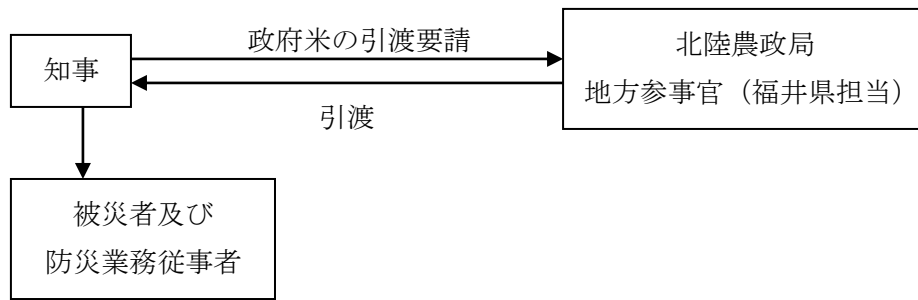 政府米の引渡要請
知事
北陸農政局
地方参事官（福井県担当）
引渡
被災者及び
防災業務従事者